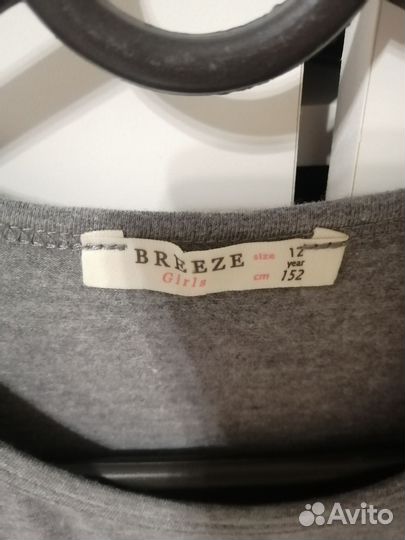 BREEZE size 12
year
Girls cm 152
Avito